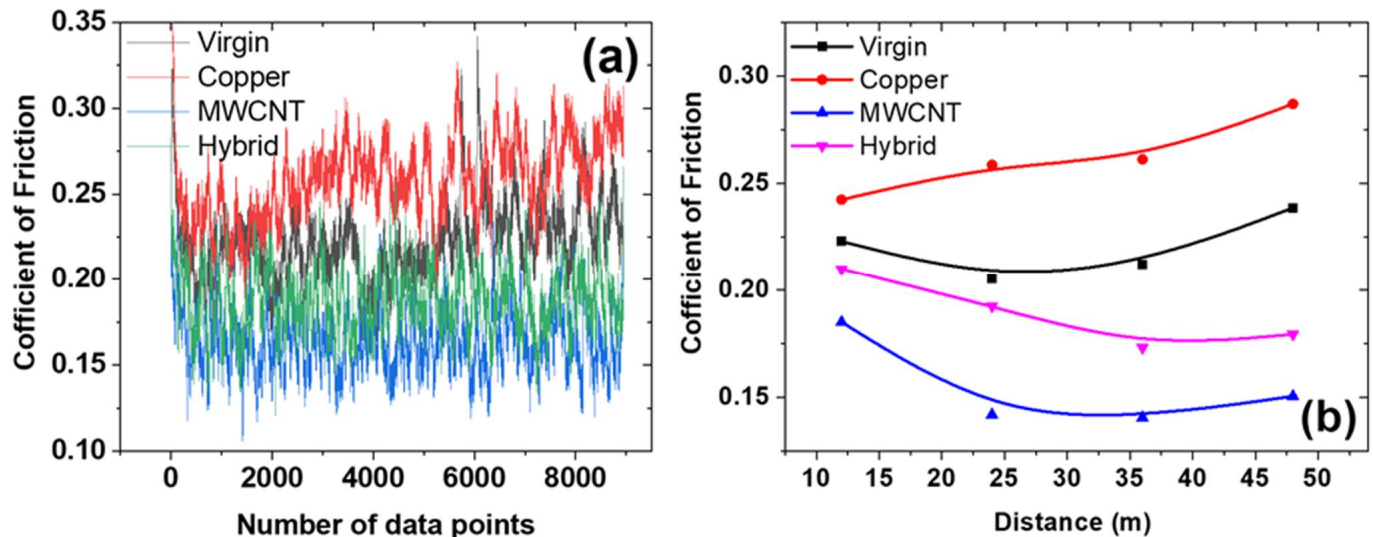 0.35
0.30
0.25
0.20
0.15
0.10
Cofficient of Friction
Virgin
Copper
MWCNT
Hybrid
(a)
0 2000 4000 6000 8000
Number of data points
0.30
0.25
0.20
0.15
Cofficient of Friction
Virgin
Copper
MWCNT
Hybrid
(b)
10 15 20 25 30 35 40 45 50
Distance (m)